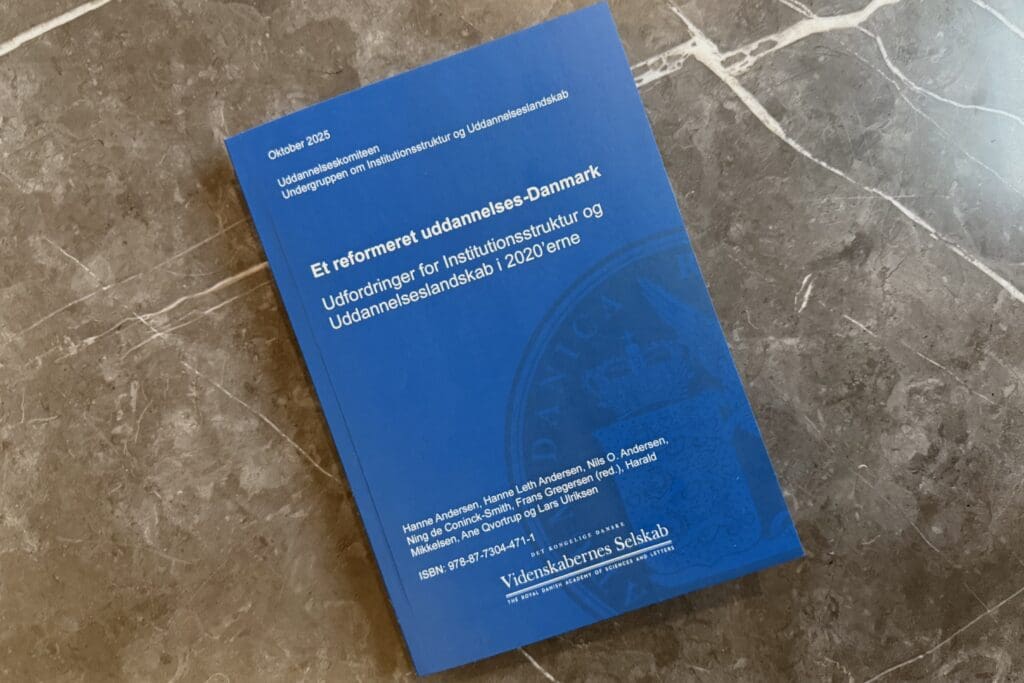 Oktober 2025
Uddannelseskomiteen
Undergruppen om Institutionsstruktur og Uddannelseslandskab
Et reformeret uddannelses-Danmark
Udfordringer for Institutionsstruktur og
Uddannelseslandskab i 2020'erne
DAVICA
Hanne Andersen, Hanne Leth Andersen, Nils O. Andersen,
Ning de Coninck-Smith, Frans Gregersen (red.), Harald
Mikkelsen, Ane Qvortrup og Lars Ulriksen
ISBN: 978-87-7304-471-1
DET KONGELIGE DANSKE
Videnskabernes Selskab
THE ROYAL DANISH ACADEMY OF SCIENCES AND LETTERS